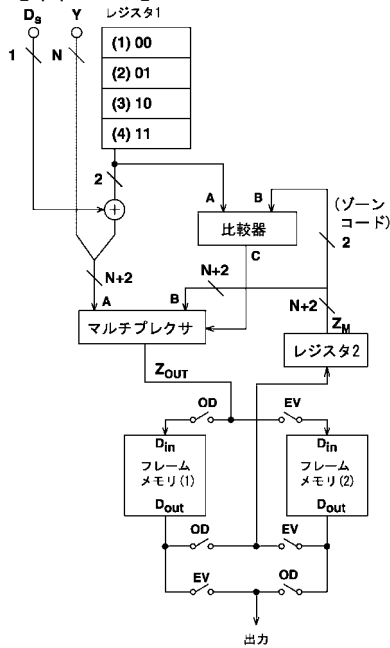 Ds Y レジスタ1
1 N
(1) 00
(2) 01
(3) 10
(4) 11
2
+
A B
比較器
C
(ゾーン
コード)
2
N+2
A
B
N+2
N+2
マルチプレクサ
ZM
レジスタ2
ZOUT
OD EV
Din
フレーム
メモリ(1)
Dout
Din
フレーム
メモリ(2)
Dout
OD EV
EV OD
出力